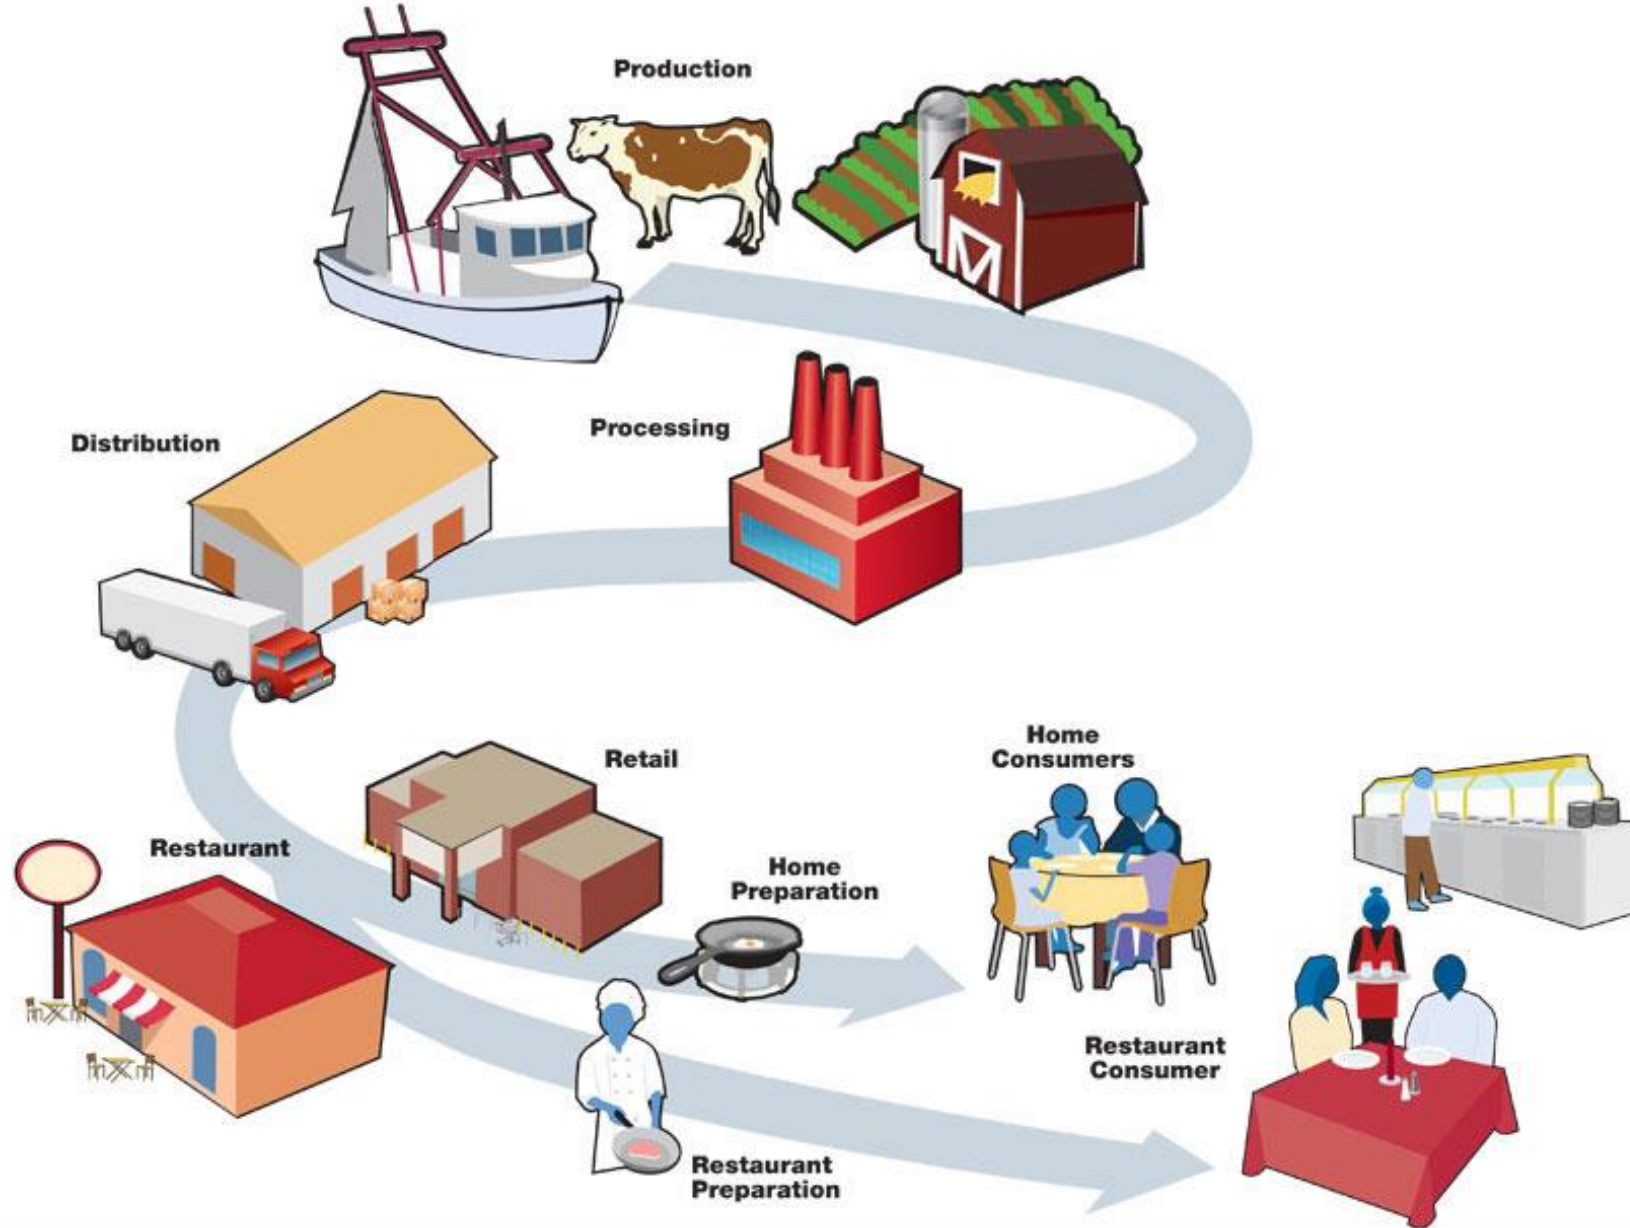 Production
Processing
Distribution
Retail
Restaurant
Home
Preparation
Home
Consumers
Restaurant
Preparation
Restaurant
Consumer